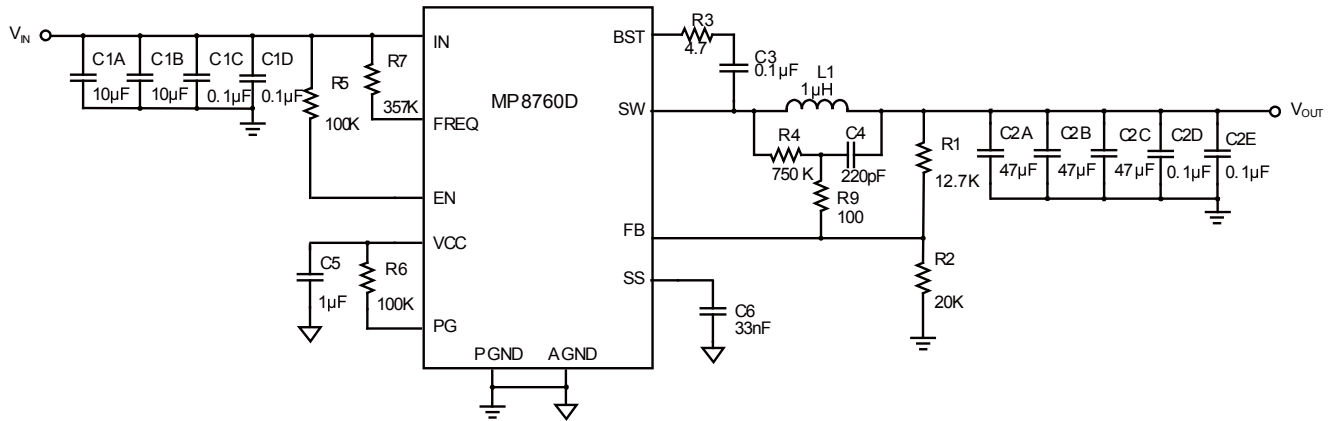 V_IN
C1A
C1B
C1C
C1D
10µF
10µF
0.1µF
0.1µF
R5
100K
R7
357K
IN
FREQ
EN
VCC
PG
PGND
AGND
MP8760D
BST
SW
FB
SS
C5
1µF
R6
100K
R3
4.7
C3
0.1µF
L1
1µH
R4
750 K
C4
220pF
R9
100
R1
12.7K
R2
20K
C6
33nF
C2A
C2B
C2C
C2D
C2E
47µF
47µF
47µF
0.1µF
0.1µF
V_OUT